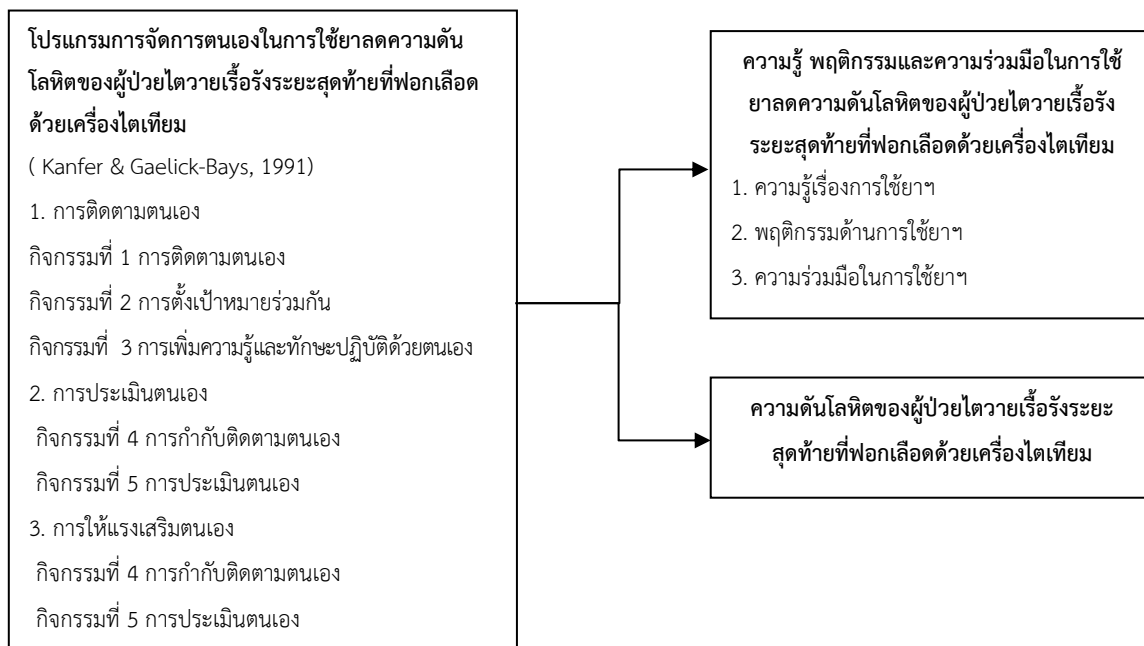 โปรแกรมการจัดการตนเองในการใช้ยาลดความดัน
โลหิตของผู้ป่วยไตวายเรื้อรังระยะสุดท้ายที่ฟอกเลือด
ด้วยเครื่องไตเทียม
( Kanfer & Gaelick-Bays, 1991)
1. การติดตามตนเอง
กิจกรรมที่ 1 การติดตามตนเอง
กิจกรรมที่ 2 การตั้งเป้าหมายร่วมกัน
กิจกรรมที่ 3 การเพิ่มความรู้และทักษะปฏิบัติด้วยตนเอง
2. การประเมินตนเอง
กิจกรรมที่ 4 การกำกับติดตามตนเอง
กิจกรรมที่ 5 การประเมินตนเอง
3. การให้แรงเสริมตนเอง
กิจกรรมที่ 4 การกำกับติดตามตนเอง
กิจกรรมที่ 5 การประเมินตนเอง
ความรู้ พฤติกรรมและความร่วมมือในการใช้
ยาลดความดันโลหิตของผู้ป่วยไตวายเรื้อรัง
ระยะสุดท้ายที่ฟอกเลือดด้วยเครื่องไตเทียม
1. ความรู้เรื่องการใช้ยาฯ
2. พฤติกรรมด้านการใช้ยาฯ
3. ความร่วมมือในการใช้ยาฯ
ความดันโลหิตของผู้ป่วยไตวายเรื้อรังระยะ
สุดท้ายที่ฟอกเลือดด้วยเครื่องไตเทียม